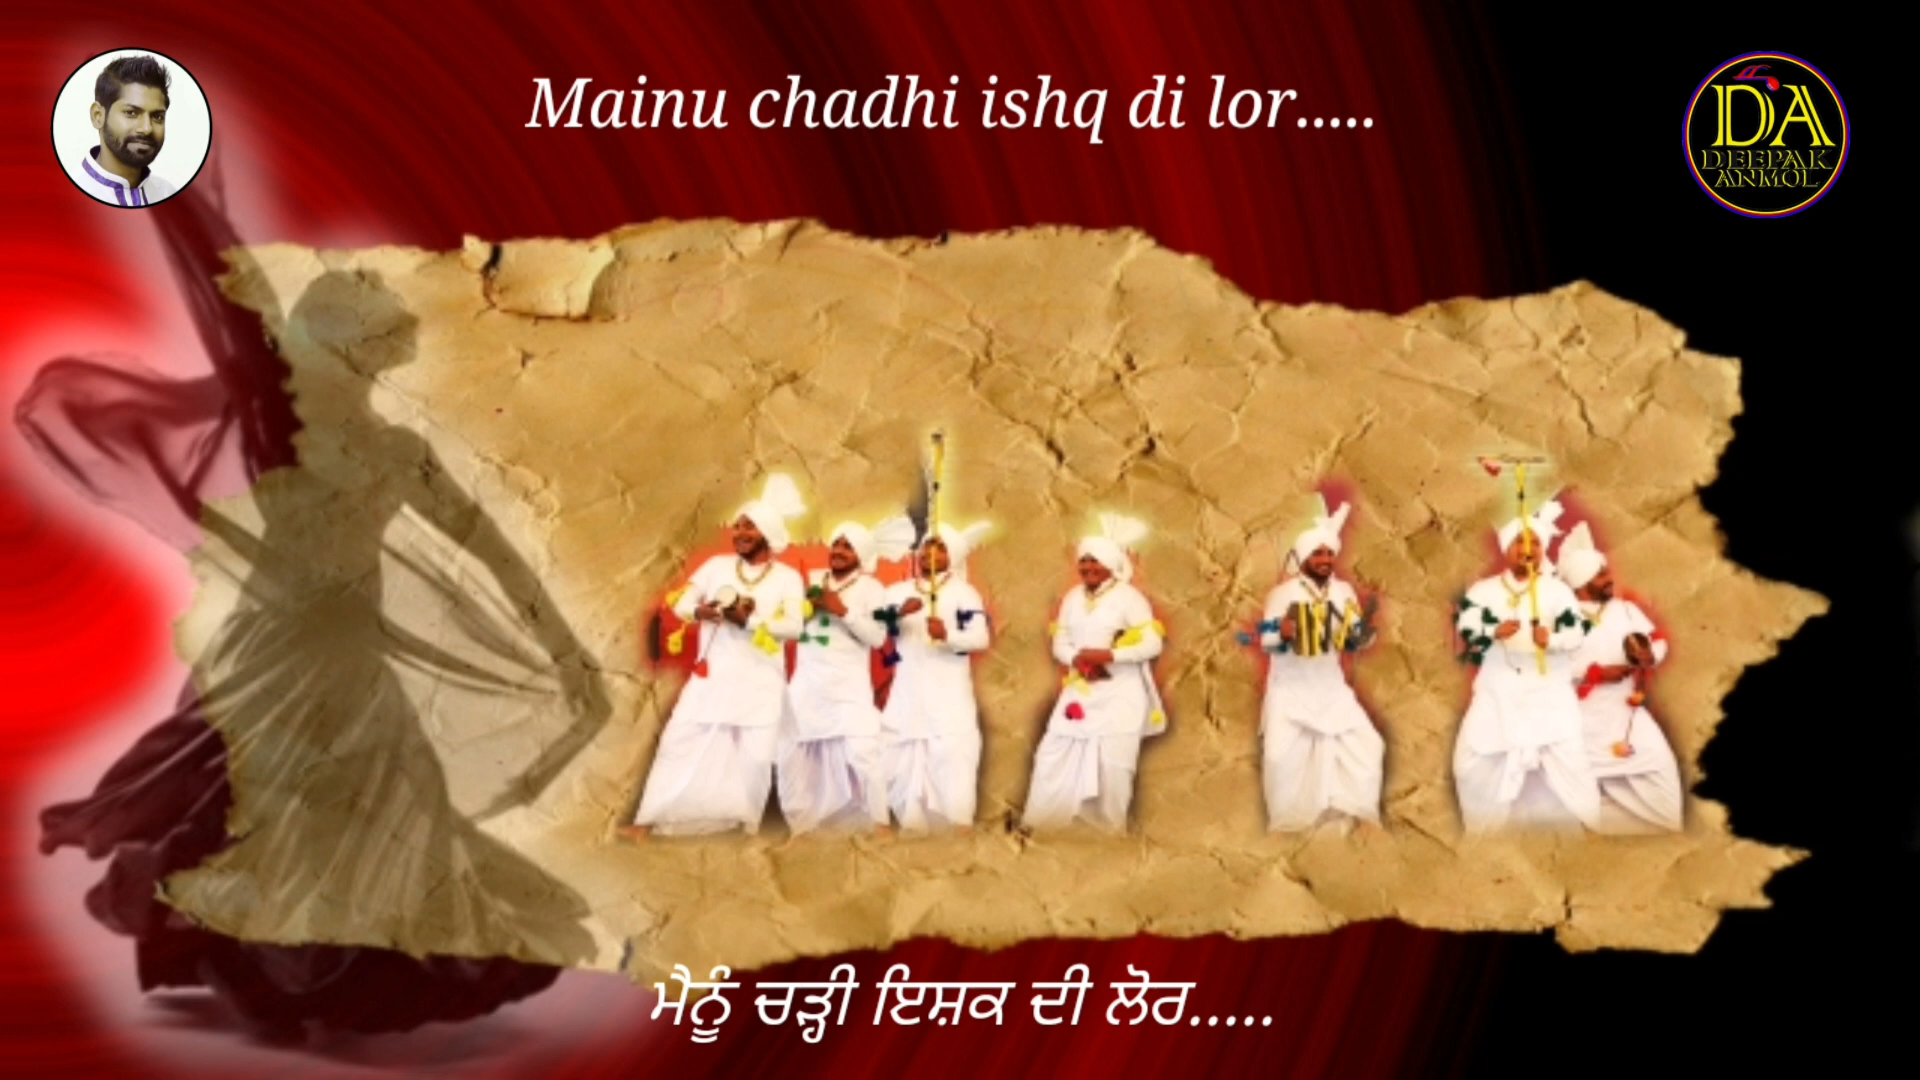 Mainu chadhi ishq di lor.....
DA
DEEPAK
ANMOL
ਮੈਨੂੰ ਚੜ੍ਹੀ ਇਸ਼ਕ ਦੀ ਲੋਰ.....